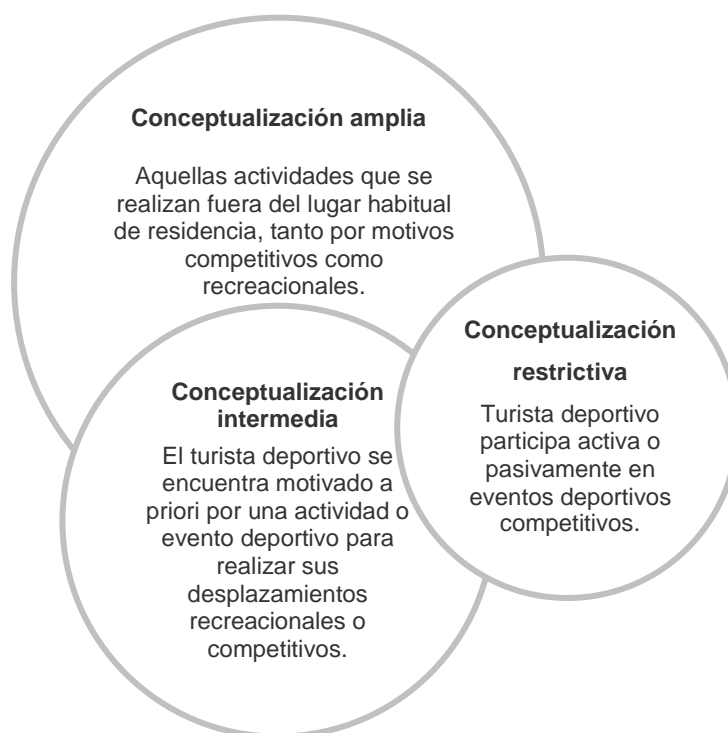 Conceptualización amplia
Aquellas actividades que se
realizan fuera del lugar habitual
de residencia, tanto por motivos
competitivos como
recreacionales.
Conceptualización
restrictiva
Turista deportivo
participa activa o
pasivamente en
eventos deportivos
competitivos.
Conceptualización
intermedia
El turista deportivo se
encuentra motivado a
priori por una actividad o
evento deportivo para
realizar sus
desplazamientos
recreacionales o
competitivos.